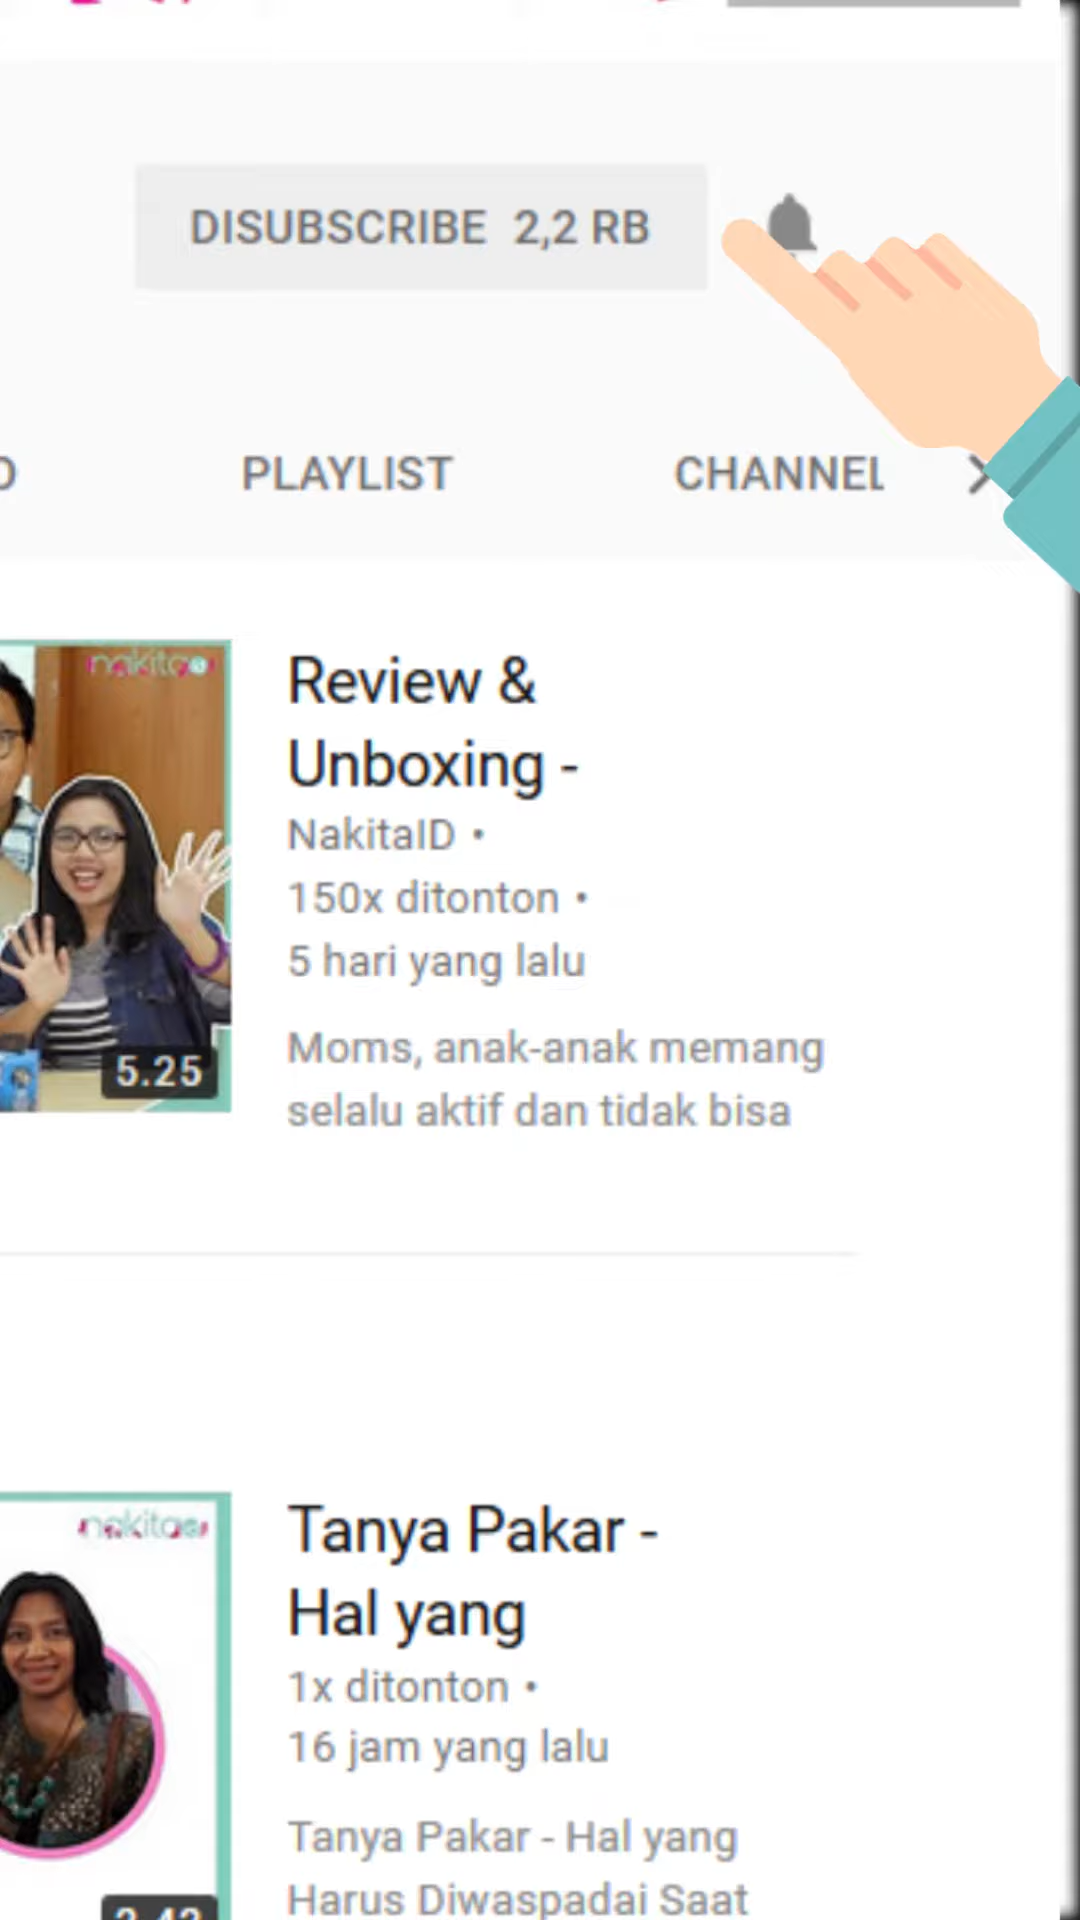 DISUBSCRIBE 2,2 RB
PLAYLIST
CHANNEL
nakita
Review &
Unboxing -
NakitaID •
150x ditonton •
5 hari yang lalu
5.25
Moms, anak-anak memang
selalu aktif dan tidak bisa
nakita
Tanya Pakar -
Hal yang
1x ditonton •
16 jam yang lalu
Tanya Pakar - Hal yang
Harus Diwaspadai Saat